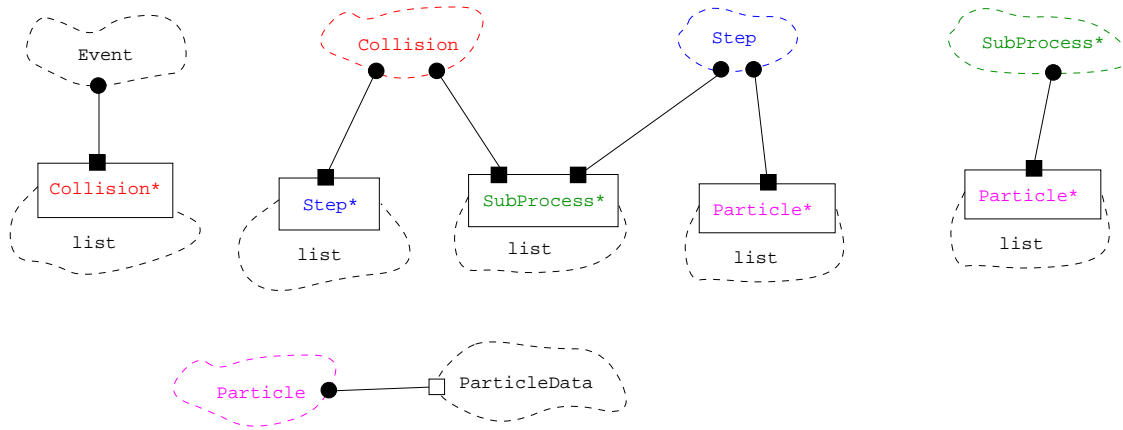 Event
Collision
Step
SubProcess*
Collision*
list
Step*
list
SubProcess*
list
Particle*
list
Particle*
list
Particle
ParticleData